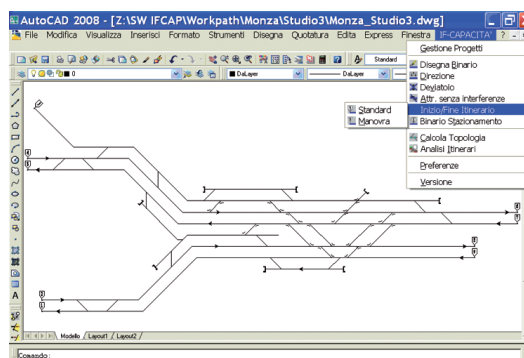 AutoCAD 2008 - [Z:\SW IFCAP\Workpath\Monza\Studio3\Monza_Studio3.dwg]
File Modifica Visualizza Inserisci Formato Strumenti Disegna Quotatura Edita Express Finestra IF-CAPACITA' ?
Gestione Progetti
Standard
0
DaLayer
DaLayer
Disegna Binario
Direzione
Deviatoio
Attr. senza interferenze
Inizio/Fine Itinerario
Binario Stazionamento
Standard
Manovra
Calcola Topologia
Analisi Itinerari
Preferenze
Versione
A
Modello Layout1 Layout2
Comando: